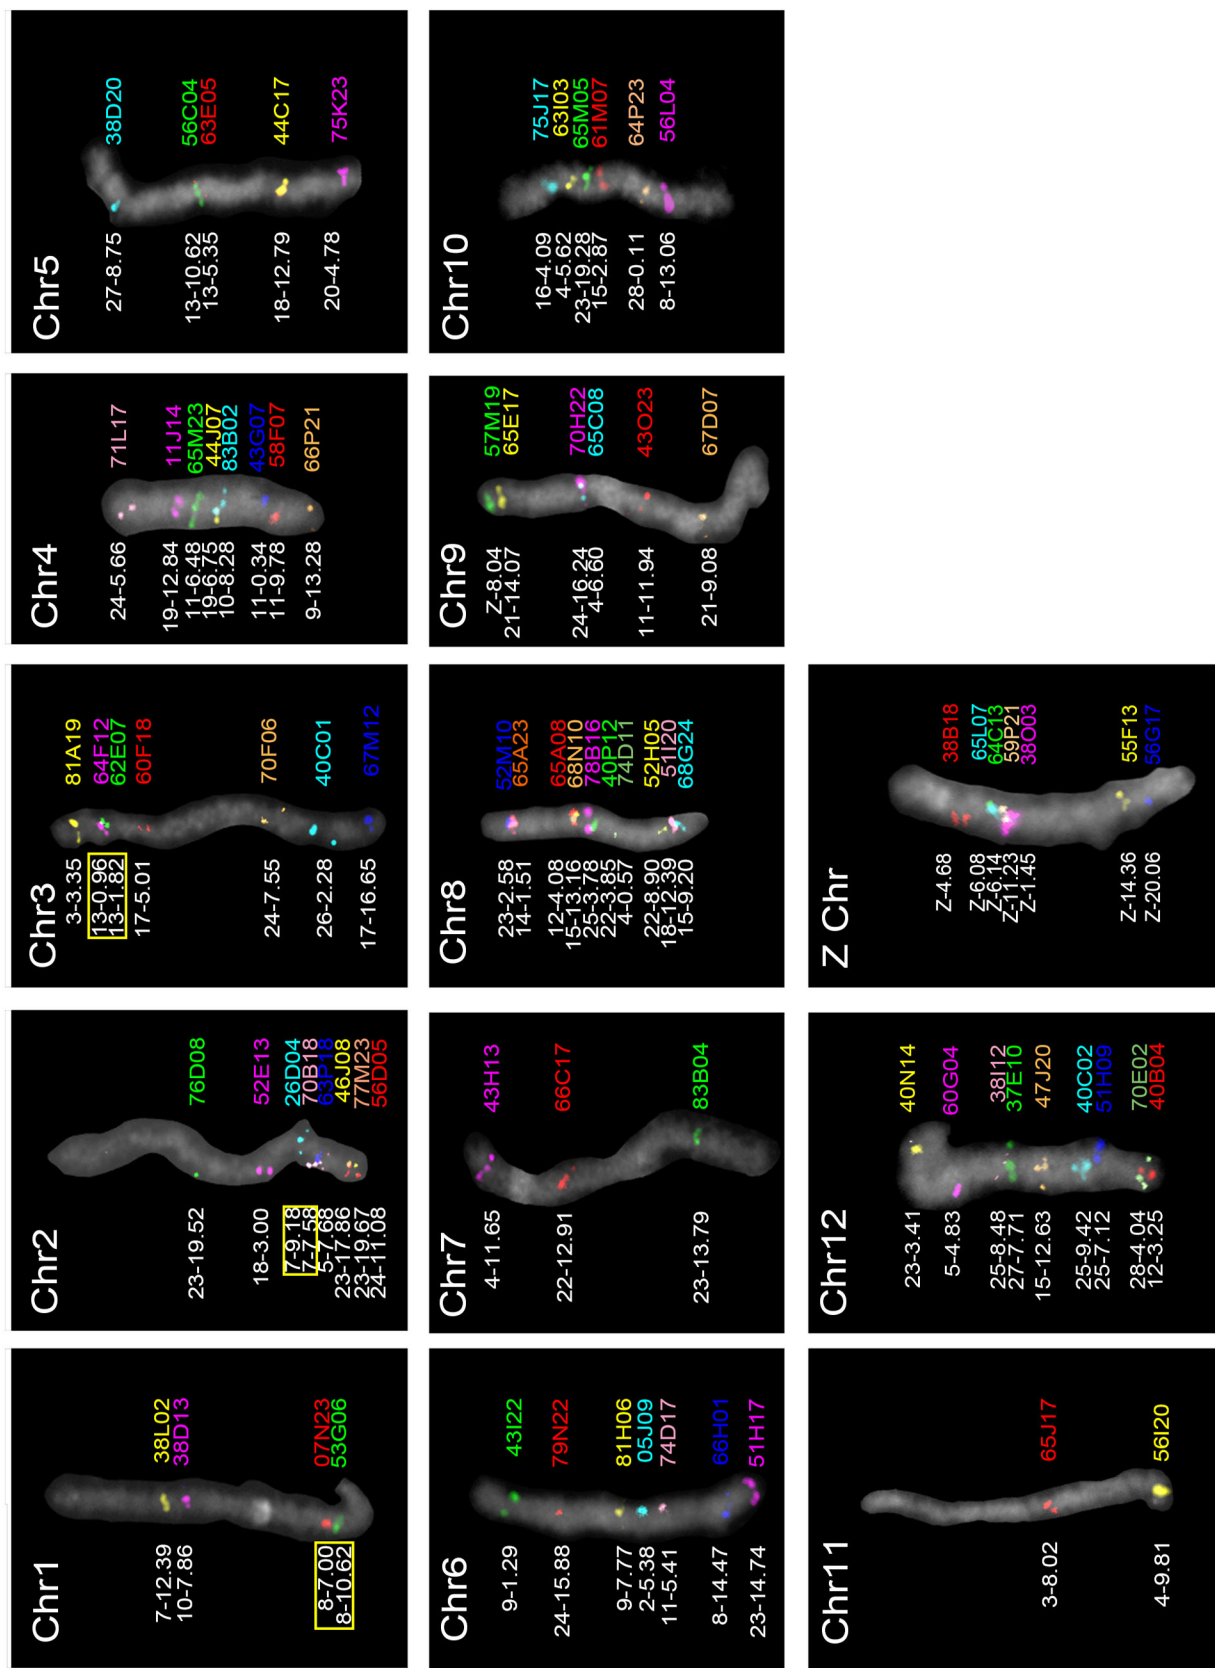 Chr1
7-12.39 38L02
10-7.86 38D13
8-7.00 07N23
8-10.62 53G06
Chr2
23-19.52 76D08
18-3.00 52E13
7-9.18 26D04
7-7.58 70B18
5-7.68 63P18
23-17.86 46J08
23-19.67 77M23
24-11.08 56D05
Chr3
3-3.35 81A19
13-0.96 64F12
13-1.82 62E07
17-5.01 60F18
24-7.55 70F06
26-2.28 40C01
17-16.65 67M12
Chr4
24-5.66 71L17
19-12.84 11J14
11-6.48 65M23
19-6.75 44J07
10-8.28 83B02
11-0.34 43G07
11-9.78 58F07
9-13.28 66P21
Chr5
27-8.75 38D20
13-10.62 56C04
13-5.35 63E05
18-12.79 44C17
20-4.78 75K23
Chr6
9-1.29 43I22
24-15.88 79N22
9-7.77 81H06
2-5.38 05J09
11-5.41 74D17
8-14.47 66H01
23-14.74 51H17
Chr7
4-11.65 43H13
22-12.91 66C17
23-13.79 83B04
Chr8
23-2.58 52M10
14-1.51 65A23
12-4.08 65A08
15-13.16 68N10
25-3.78 78B16
22-3.85 40P12
4-0.57 74D11
22-8.90 52H05
18-12.39 51I20
15-9.20 68G24
Chr9
Z-8.04 57M19
21-14.07 65E17
24-16.24 70H22
4-6.60 65C08
11-11.94 43O23
21-9.08 67D07
Chr10
16-4.09 75J17
4-5.62 63I03
23-19.28 65M05
15-2.87 61M07
28-0.11 64P23
8-13.06 56L04
Chr11
3-8.02 65J17
4-9.81 56I20
Chr12
23-3.41 40N14
5-4.83 60G04
25-8.48 38I12
27-7.71 37E10
15-12.63 47J20
25-9.42 40C02
25-7.12 51H09
28-4.04 70E02
12-3.25 40B04
Z Chr
Z-4.68 38B18
Z-6.08 65L07
Z-6.14 64C13
Z-1.23 59P21
Z-1.45 38O03
Z-14.36 55F13
Z-20.06 56G17